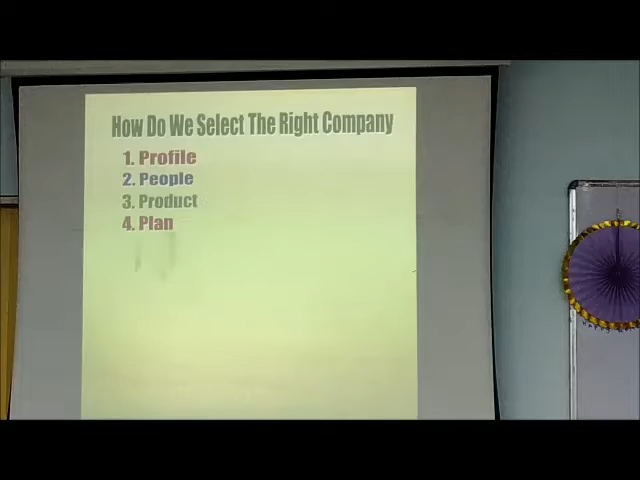 How Do We Select The Right Company
1. Profile
2. People
3. Product
4. Plan